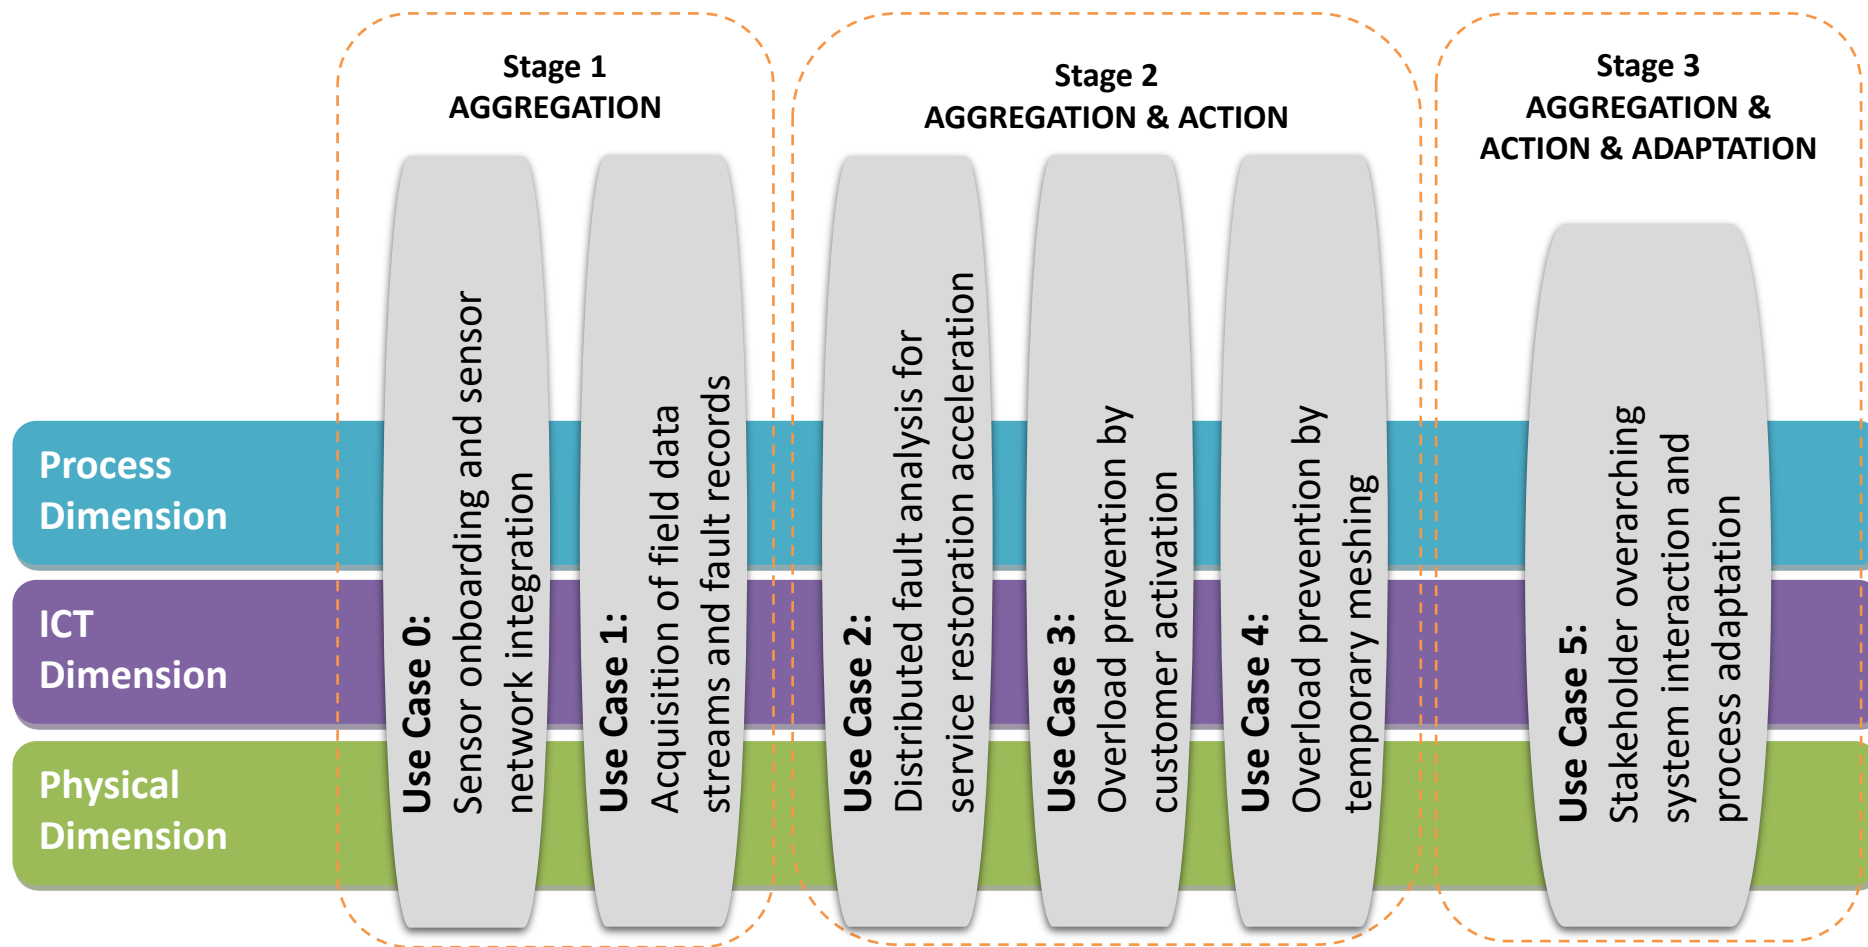 Stage 1
AGGREGATION
Stage 2
AGGREGATION & ACTION
Stage 3
AGGREGATION &
ACTION & ADAPTATION
Process
Dimension
ICT
Dimension
Physical
Dimension
Use Case 0:
Sensor onboarding and sensor
network integration
Use Case 1:
Acquisition of field data
streams and fault records
Use Case 2:
Distributed fault analysis for
service restoration acceleration
Use Case 3:
Overload prevention by
customer activation
Use Case 4:
Overload prevention by
temporary meshing
Use Case 5:
Stakeholder overarching
system interaction and
process adaptation